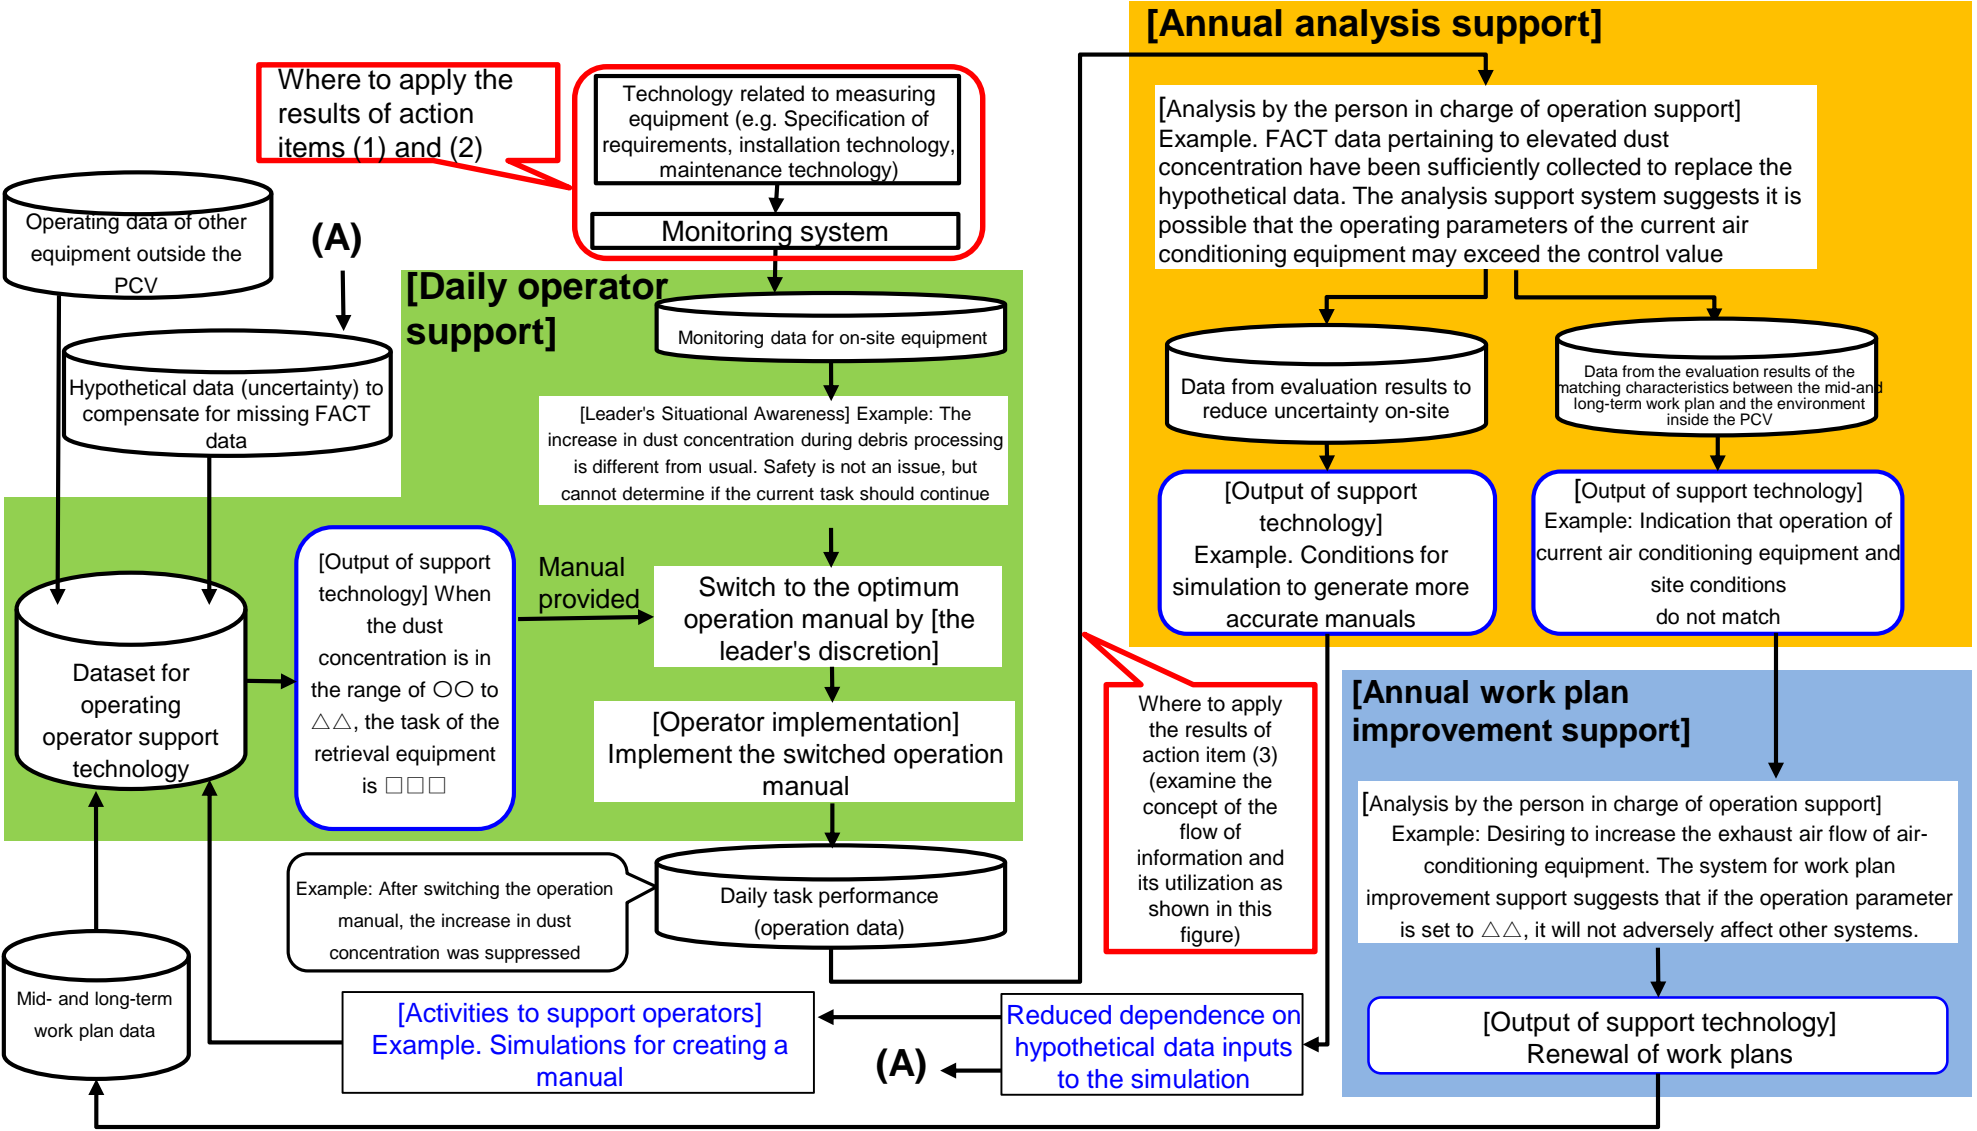 [Annual analysis support]
Where to apply the
results of action
items (1) and (2)
Technology related to measuring
equipment (e.g. Specification of
requirements, installation technology,
maintenance technology)
Monitoring system
[Analysis by the person in charge of operation support]
Example. FACT data pertaining to elevated dust
concentration have been sufficiently collected to replace the
hypothetical data. The analysis support system suggests it is
possible that the operating parameters of the current air
conditioning equipment may exceed the control value
Operating data of other
equipment outside the
PCV
(A)
[Daily operator
support]
Monitoring data for on-site equipment
Hypothetical data (uncertainty) to
compensate for missing FACT
data
[Leader's Situational Awareness] Example: The
increase in dust concentration during debris processing
is different from usual. Safety is not an issue, but
cannot determine if the current task should continue
Data from evaluation results to
reduce uncertainty on-site
Data from the evaluation results of the
matching characteristics between the mid-and
long-term work plan and the environment
inside the PCV
[Output of support
technology]
Example. Conditions for
simulation to generate more
accurate manuals
[Output of support technology]
Example: Indication that operation of
current air conditioning equipment and
site conditions
do not match
Dataset for
operating
operator support
technology
[Output of support
technology] When
the dust
concentration is in
the range of 〇〇 to
△△, the task of the
retrieval equipment
is □□□
Manual
provided
Switch to the optimum
operation manual by [the
leader's discretion]
[Operator implementation]
Implement the switched operation
manual
Where to apply
the results of
action item (3)
(examine the
concept of the
flow of
information and
its utilization as
shown in this
figure)
[Annual work plan
improvement support]
[Analysis by the person in charge of operation support]
Example: Desiring to increase the exhaust air flow of air-
conditioning equipment. The system for work plan
improvement support suggests that if the operation parameter
is set to △△, it will not adversely affect other systems.
Example: After switching the operation
manual, the increase in dust
concentration was suppressed
Daily task performance
(operation data)
Mid- and long-term
work plan data
[Activities to support operators]
Example. Simulations for creating a
manual
(A)
Reduced dependence on
hypothetical data inputs
to the simulation
[Output of support technology]
Renewal of work plans